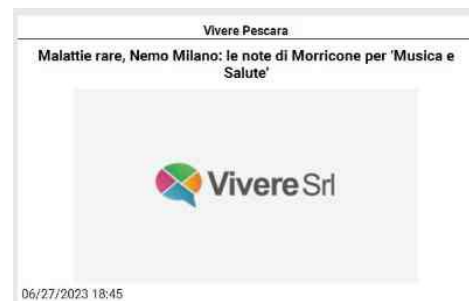 Vivere Pescara
Malattie rare, Nemo Milano: le note di Morricone per 'Musica e
Salute'
Vivere Srl
06/27/2023 18:45